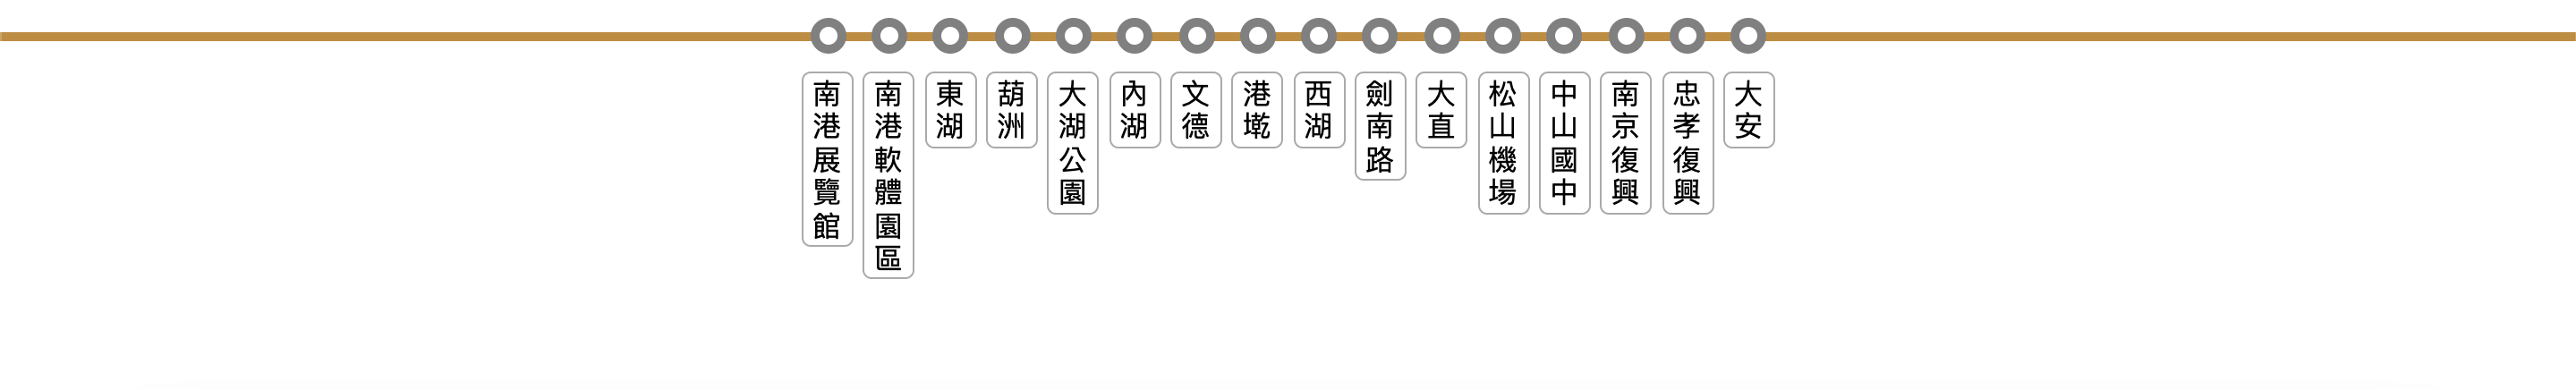 南港展覽館
南港軟體園區
東湖
葫洲
大湖公園
內湖
文德
港墘
西湖
劍南路
大直
松山機場
中山國中
南京復興
忠孝復興
大安